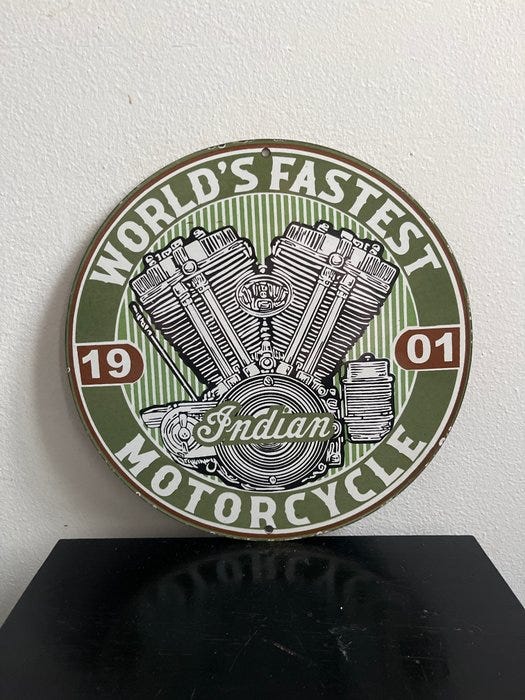 WORLD'S FASTEST
19 01
Indian
MOTORCYCLE